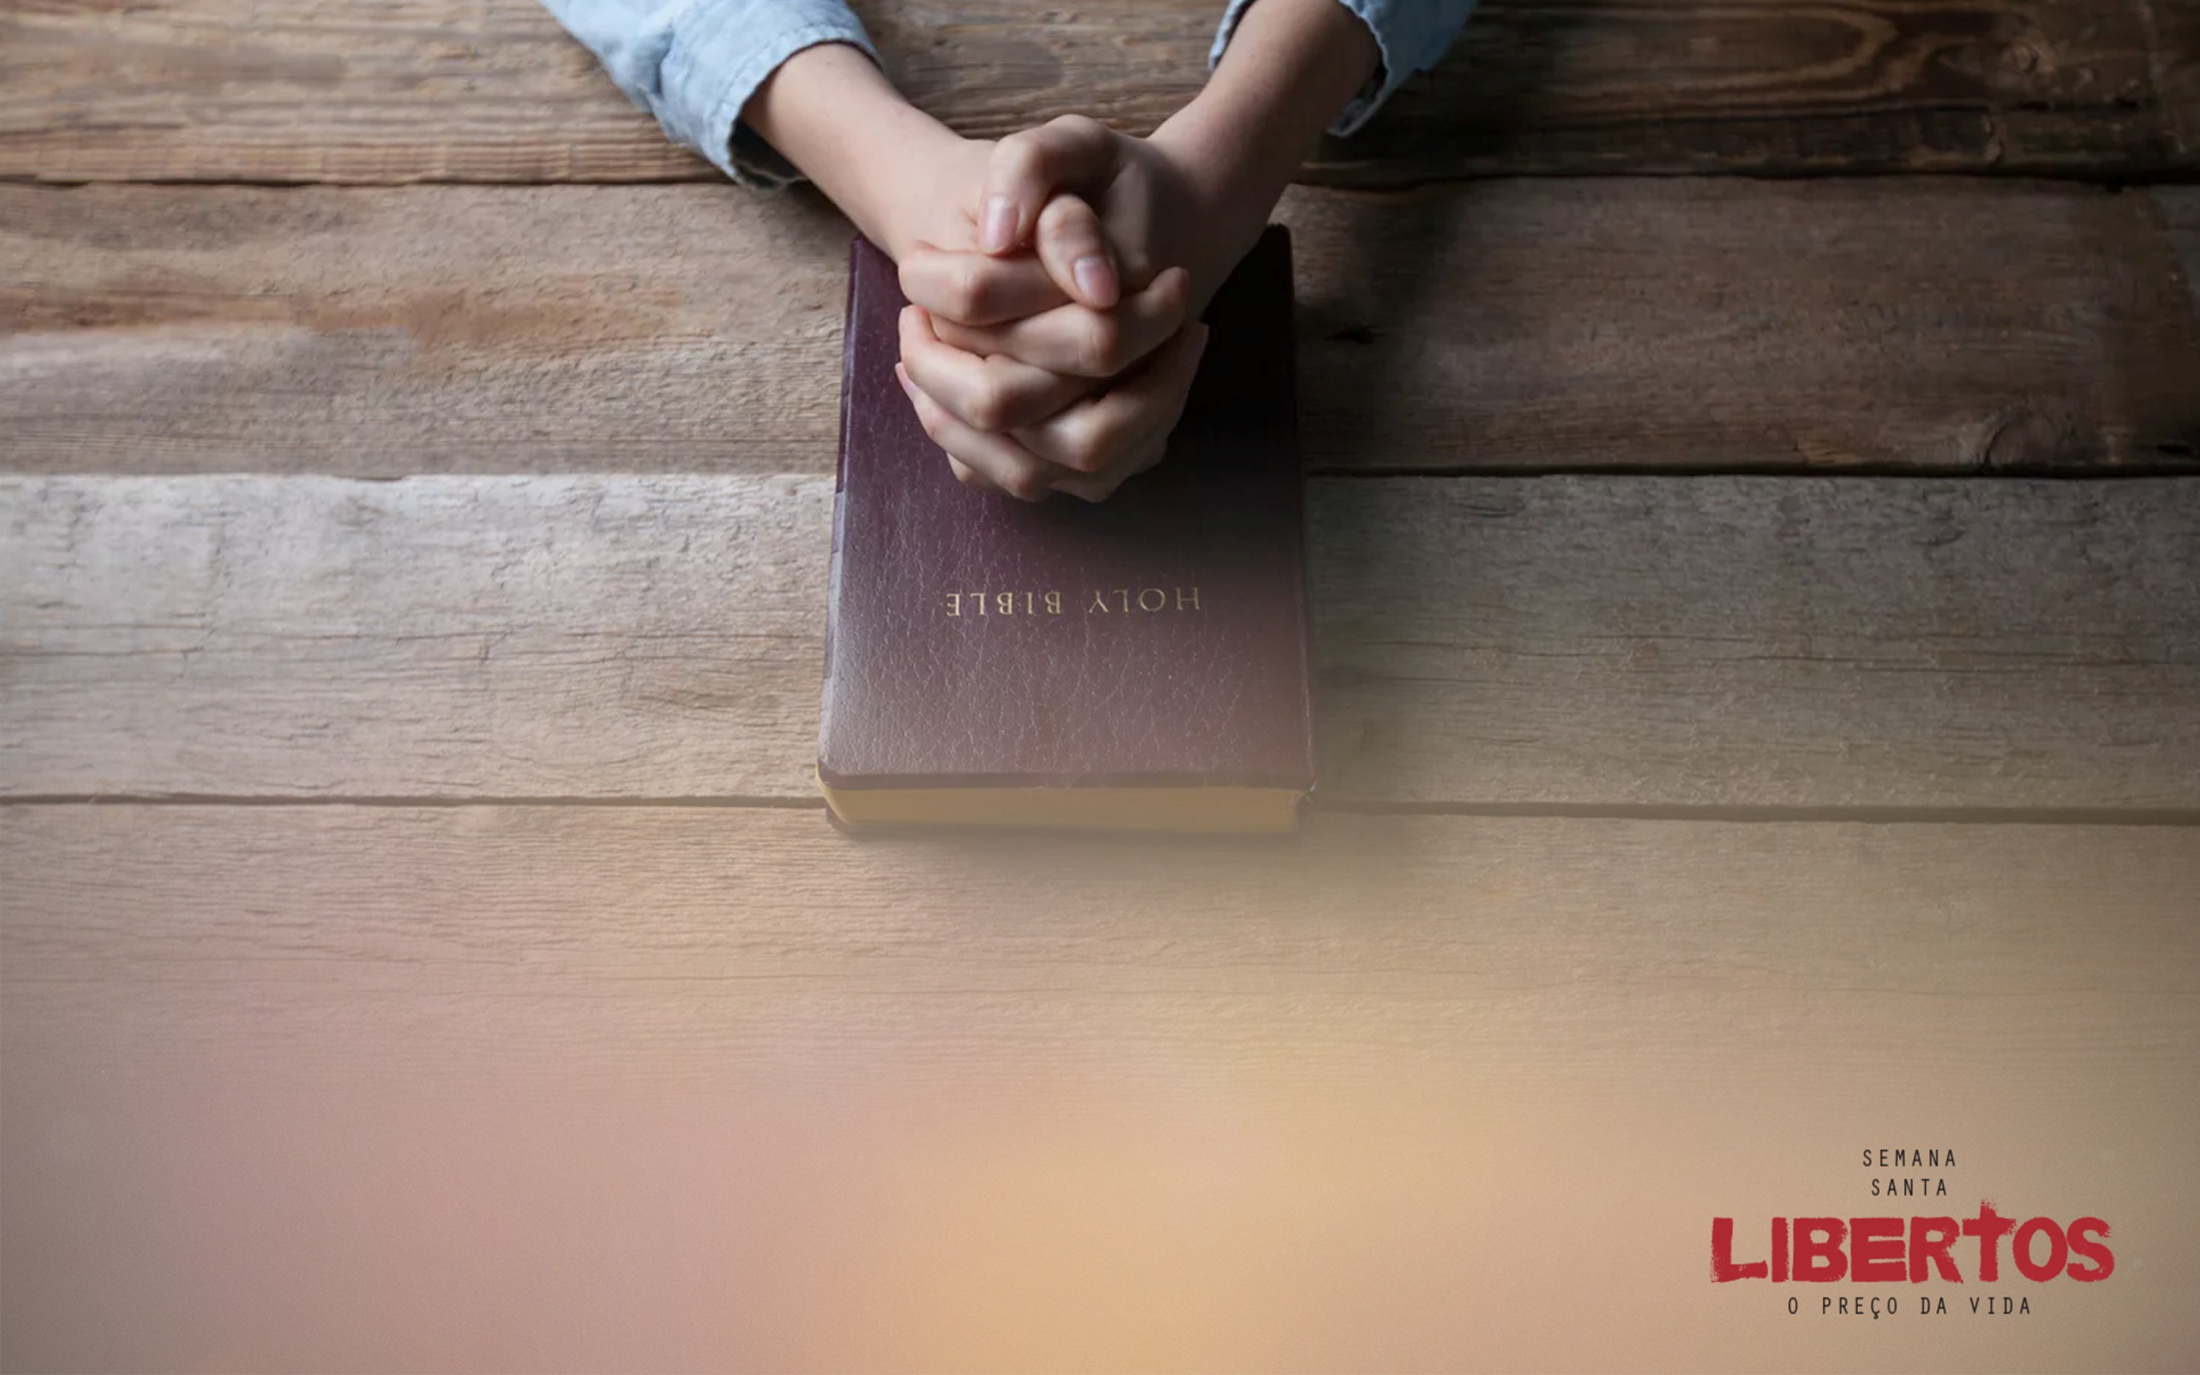 HOLY BIBLE
SEMANA
SANTA
LIBERTOS
O PREÇO DA VIDA